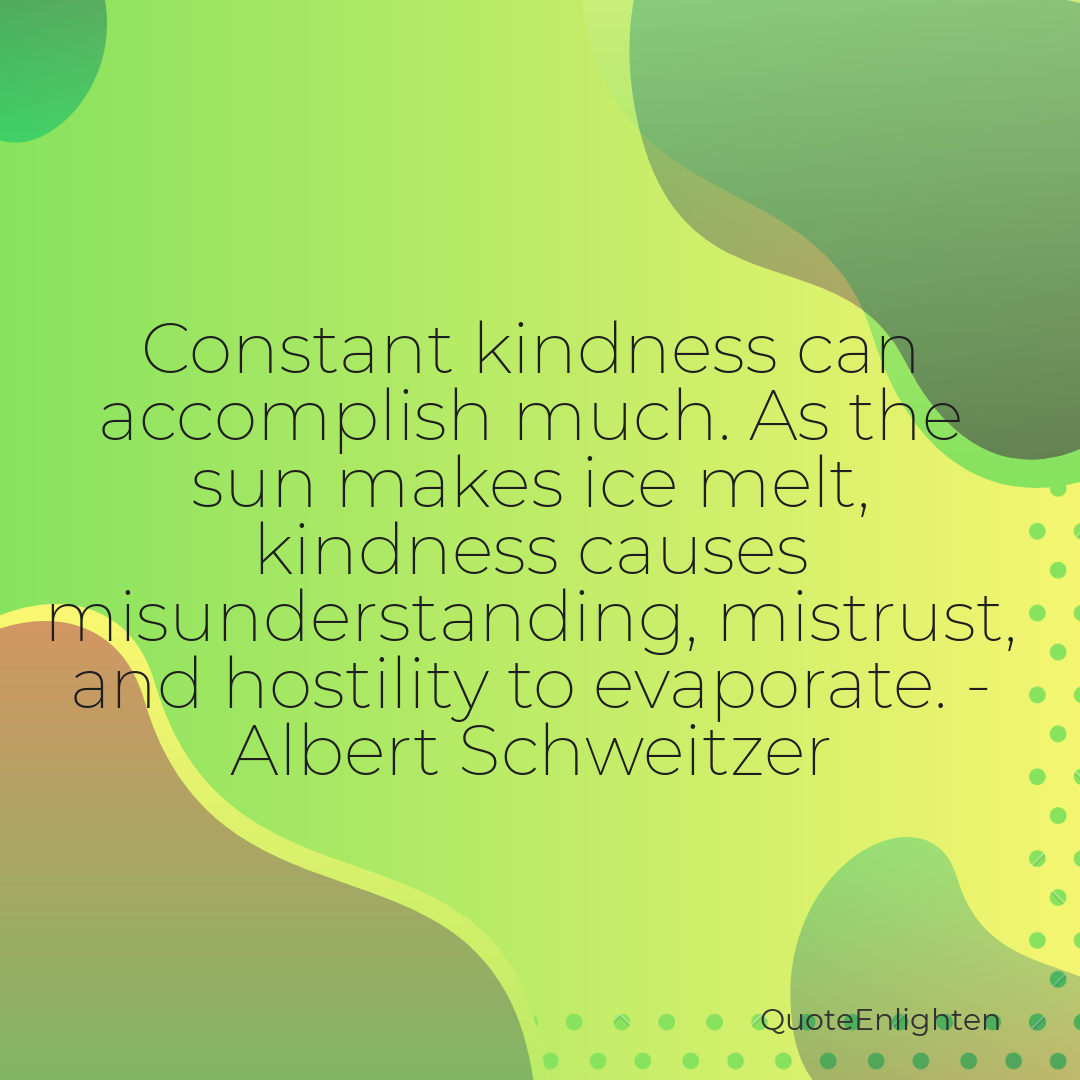 Constant kindness can
accomplish much. As the
sun makes ice melt,
kindness causes
misunderstanding, mistrust,
and hostility to evaporate. -
Albert Schweitzer
QuoteEnlighten